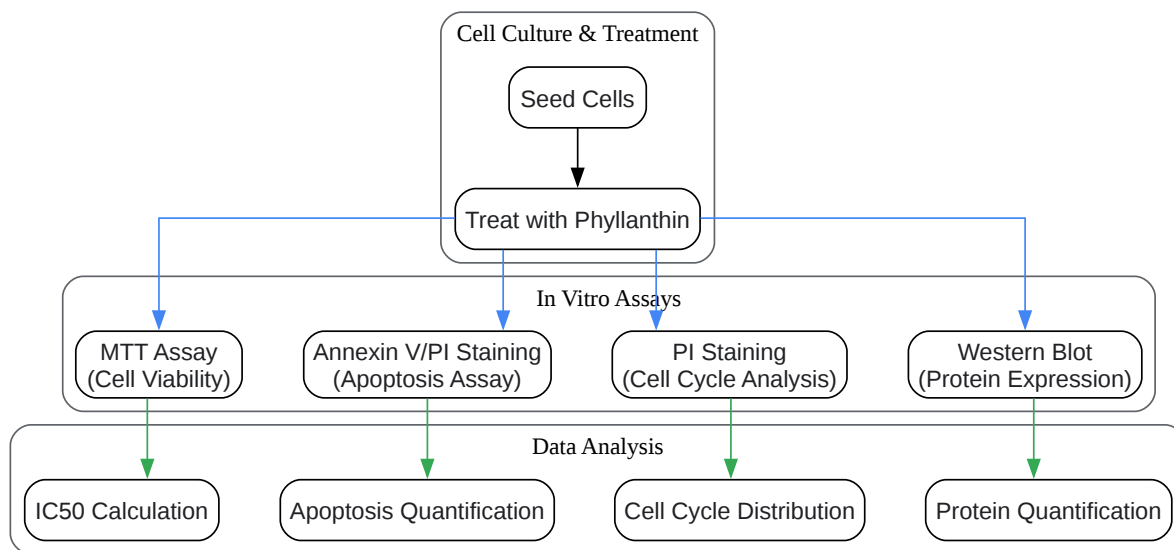 Cell Culture & Treatment
Seed Cells
Treat with Phyllanthin
In Vitro Assays
MTT Assay
(Cell Viability)
Annexin V/PI Staining
(Apoptosis Assay)
PI Staining
(Cell Cycle Analysis)
Western Blot
(Protein Expression)
Data Analysis
IC50 Calculation
Apoptosis Quantification
Cell Cycle Distribution
Protein Quantification